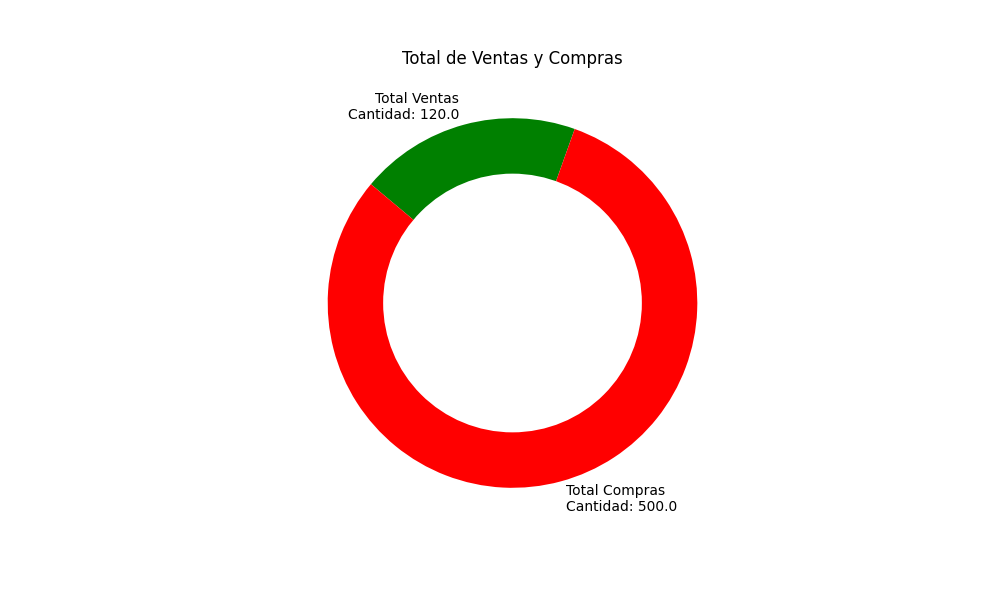 Total de Ventas y Compras
Total Ventas
Cantidad: 120.0
Total Compras
Cantidad: 500.0